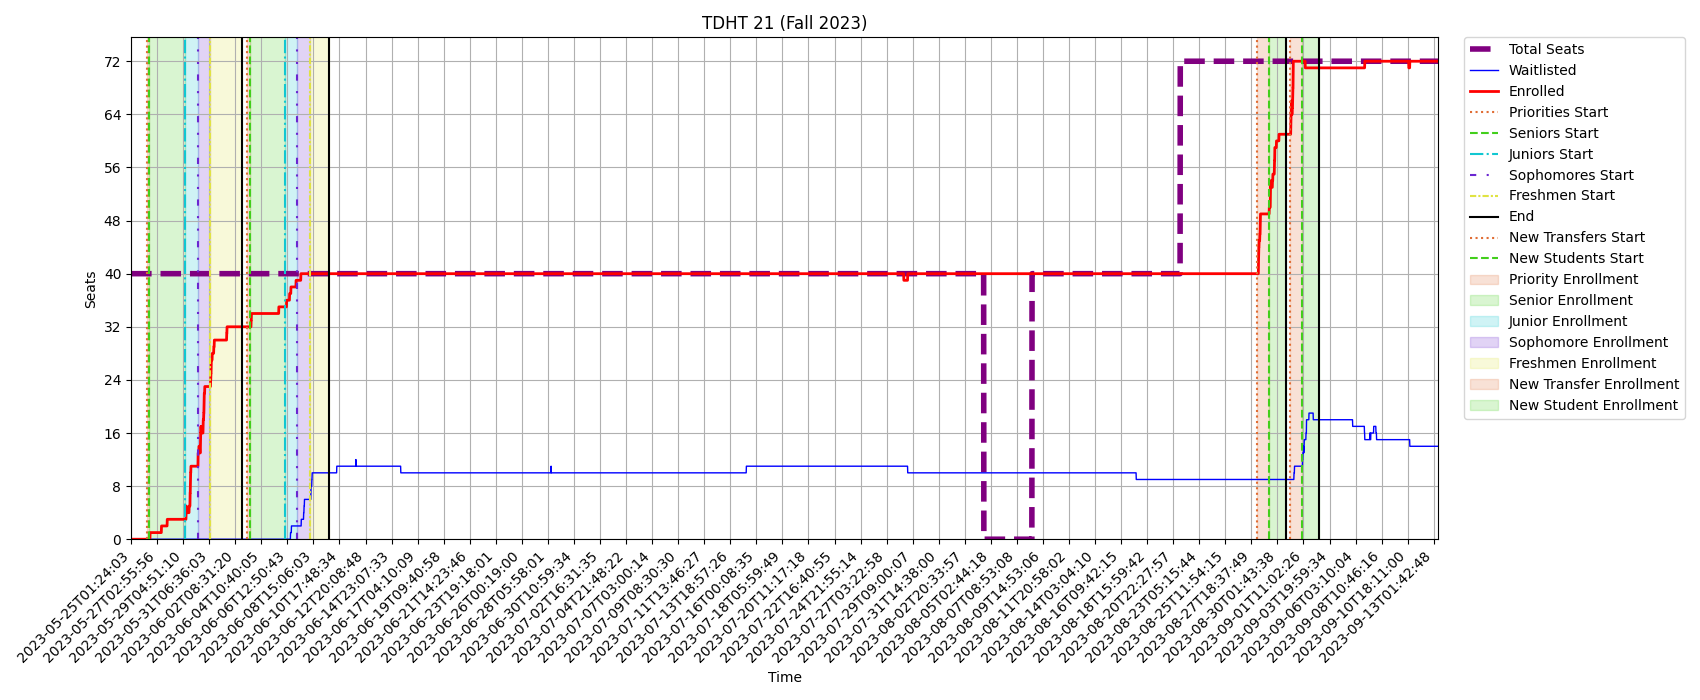 TDHT 21 (Fall 2023)
72
64
56
48
40
32
24
16
8
0
Seats
2023-05-25T01:24:03
2023-05-27T02:55:56
2023-05-29T04:51:10
2023-05-31T06:36:03
2023-06-02T08:31:20
2023-06-04T10:40:05
2023-06-06T12:50:43
2023-06-08T15:06:03
2023-06-10T17:48:34
2023-06-12T20:08:48
2023-06-14T23:07:33
2023-06-17T04:10:09
2023-06-19T09:40:58
2023-06-21T14:23:46
2023-06-23T19:18:01
2023-06-26T00:19:00
2023-06-28T05:58:01
2023-06-30T10:59:34
2023-07-02T16:31:35
2023-07-04T21:48:22
2023-07-07T03:00:14
2023-07-09T08:30:30
2023-07-11T13:46:27
2023-07-13T18:57:26
2023-07-16T00:08:35
2023-07-18T05:59:49
2023-07-20T11:17:18
2023-07-22T16:40:55
2023-07-24T21:55:14
2023-07-27T03:22:58
2023-07-29T09:00:07
2023-07-31T14:38:00
2023-08-02T20:33:57
2023-08-05T02:44:18
2023-08-07T08:53:08
2023-08-09T14:53:06
2023-08-11T20:58:02
2023-08-14T03:04:10
2023-08-16T09:42:15
2023-08-18T15:59:42
2023-08-20T22:27:57
2023-08-23T05:15:44
2023-08-25T11:54:15
2023-08-27T18:37:49
2023-08-30T01:43:38
2023-09-01T11:02:26
2023-09-03T19:59:34
2023-09-06T03:10:04
2023-09-08T10:46:16
2023-09-10T18:11:00
2023-09-13T01:42:48
Time
Total Seats
Waitlisted
Enrolled
Priorities Start
Seniors Start
Juniors Start
Sophomores Start
Freshmen Start
End
New Transfers Start
New Students Start
Priority Enrollment
Senior Enrollment
Junior Enrollment
Sophomore Enrollment
Freshmen Enrollment
New Transfer Enrollment
New Student Enrollment